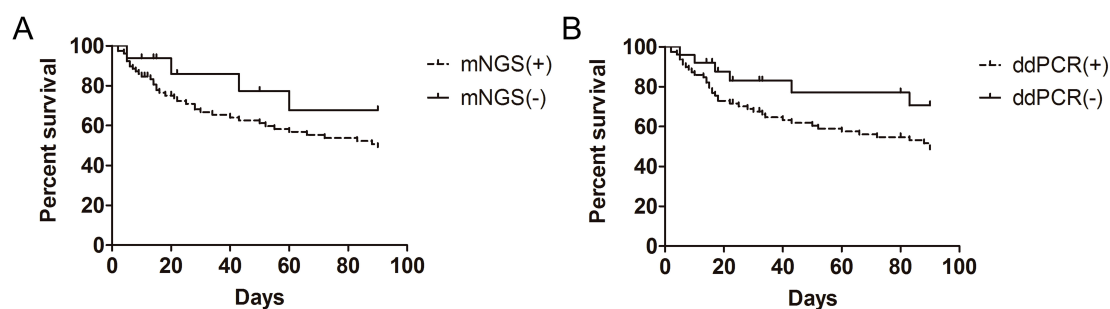 A
Percent survival
100
80
60
40
20
0
0 20 40 60 80 100
Days
mNGS(+)
mNGS(-)
B
Percent survival
100
80
60
40
20
0
0 20 40 60 80 100
Days
ddPCR(+)
ddPCR(-)